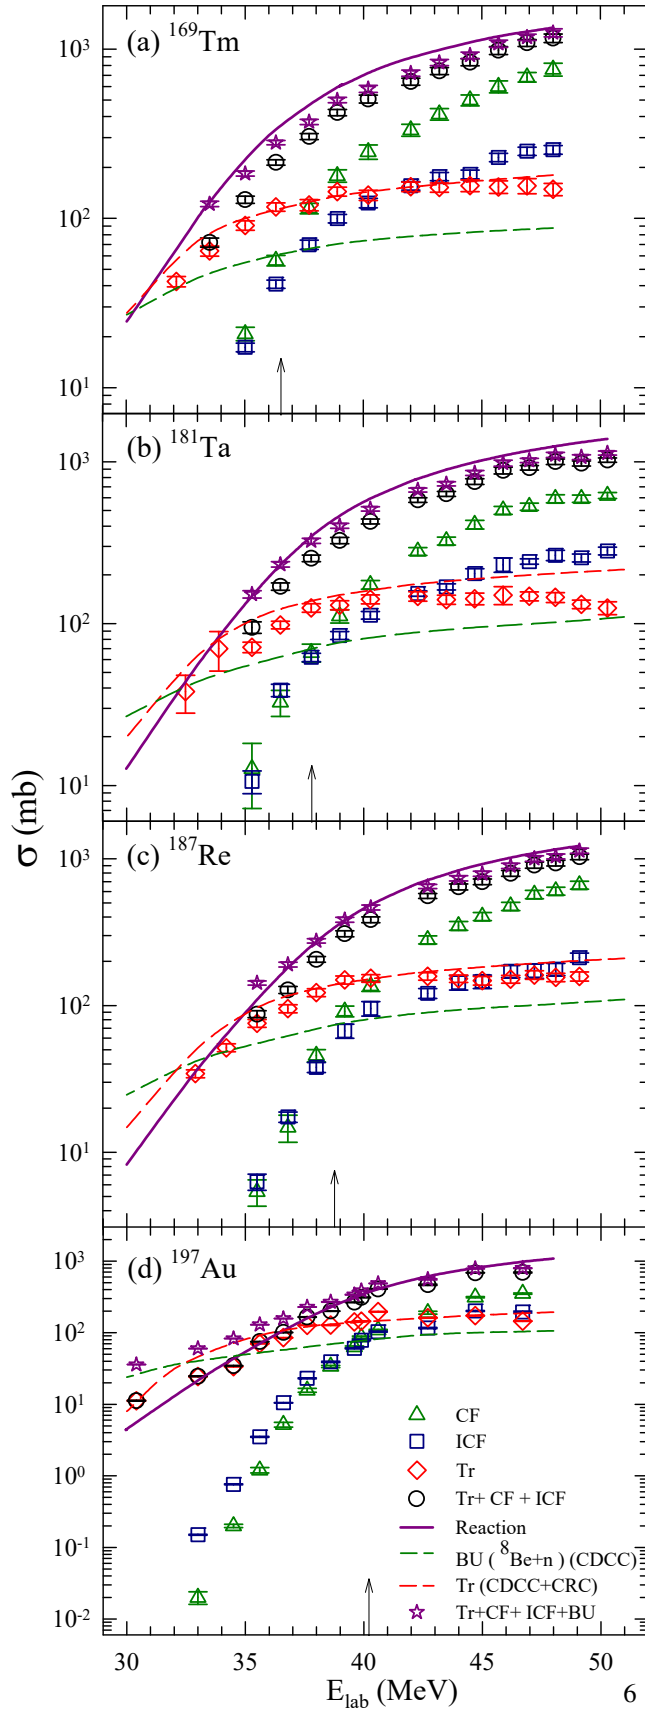 (a) ¹⁶⁹Tm
10³
10²
10¹
(b) ¹⁸¹Ta
10³
10²
10¹
σ (mb)
(c) ¹⁸⁷Re
10³
10²
10¹
(d) ¹⁹⁷Au
10³
10²
10¹
10⁰
10⁻¹
10⁻²
CF
ICF
Tr
Tr+ CF + ICF
Reaction
BU ( ⁸Be+n ) (CDCC)
Tr (CDCC+CRC)
Tr+CF+ ICF+BU
30 35 40 45 50
E_lab (MeV)
6